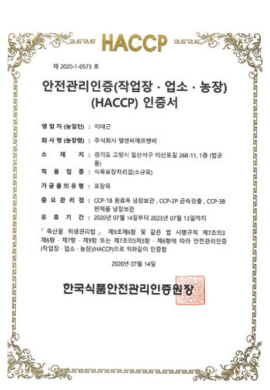 HACCP
제 2020-1-0573 호
안전관리인증(작업장 · 업소 · 농장)
(HACCP) 인증서
영 업 자 (농업인) : 이대근
회 사 명 (농장명) : 주식회사 엘앤씨에프앤비
소 재 지 : 경기도 고양시 일산서구 이산포길 268-11, 1층 (법곳
동)
적 용 업 종 : 식육포장처리업(소규모)
가 공 품 의 유 형 : 포장육
중 요 관 리 점 : CCP-1B 원료육 냉장보관 , CCP-2P 금속검출 , CCP-3B
완제품 냉장보관
유 효 기 간 : 2020년 07월 14일부터 2023년 07월 13일까지
「축산물 위생관리법」 제9조제3항 및 같은 법 시행규칙 제7조의3
제6항 · 제7항 · 제9항 또는 제7조의5제5항 · 제6항에 따라 안전관리인증
(작업장 · 업소 · 농장)(HACCP)으로 위와같이 인증함
2020년 07월 14일
한국식품안전관리인증원장